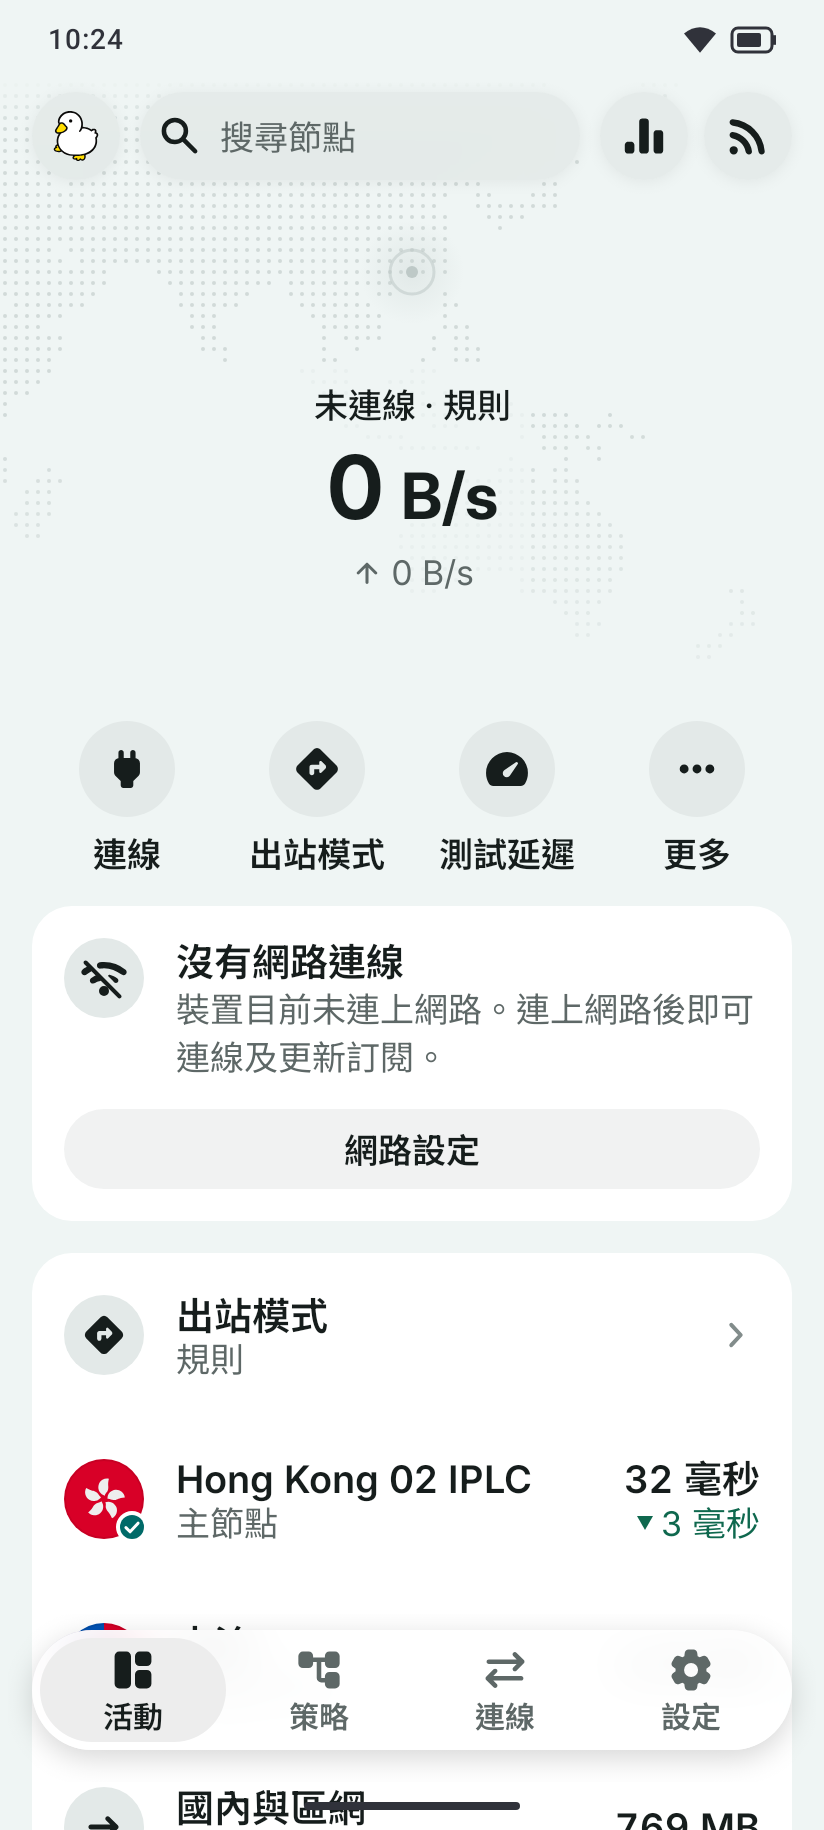 10:24
搜尋節點
未連線 · 規則
0 B/s
↑ 0 B/s
連線
出站模式
測試延遲
更多
沒有網路連線
裝置目前未連上網路。連上網路後即可
連線及更新訂閱。
網路設定
出站模式
規則
Hong Kong 02 IPLC
32 毫秒
主節點
▼3 毫秒
活動
策略
連線
設定
國內與區網
769 MB